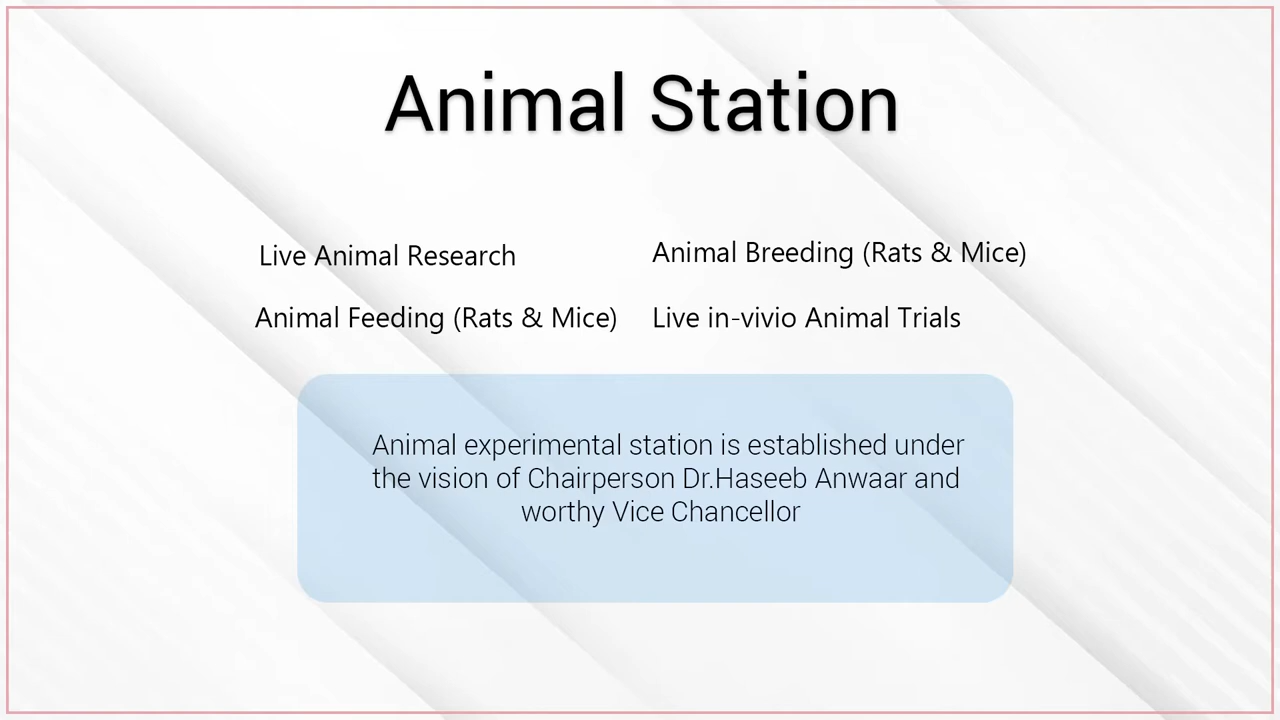 Animal Station
Live Animal Research
Animal Breeding (Rats & Mice)
Animal Feeding (Rats & Mice)
Live in-vivio Animal Trials
Animal experimental station is established under
the vision of Chairperson Dr.Haseeb Anwaar and
worthy Vice Chancellor